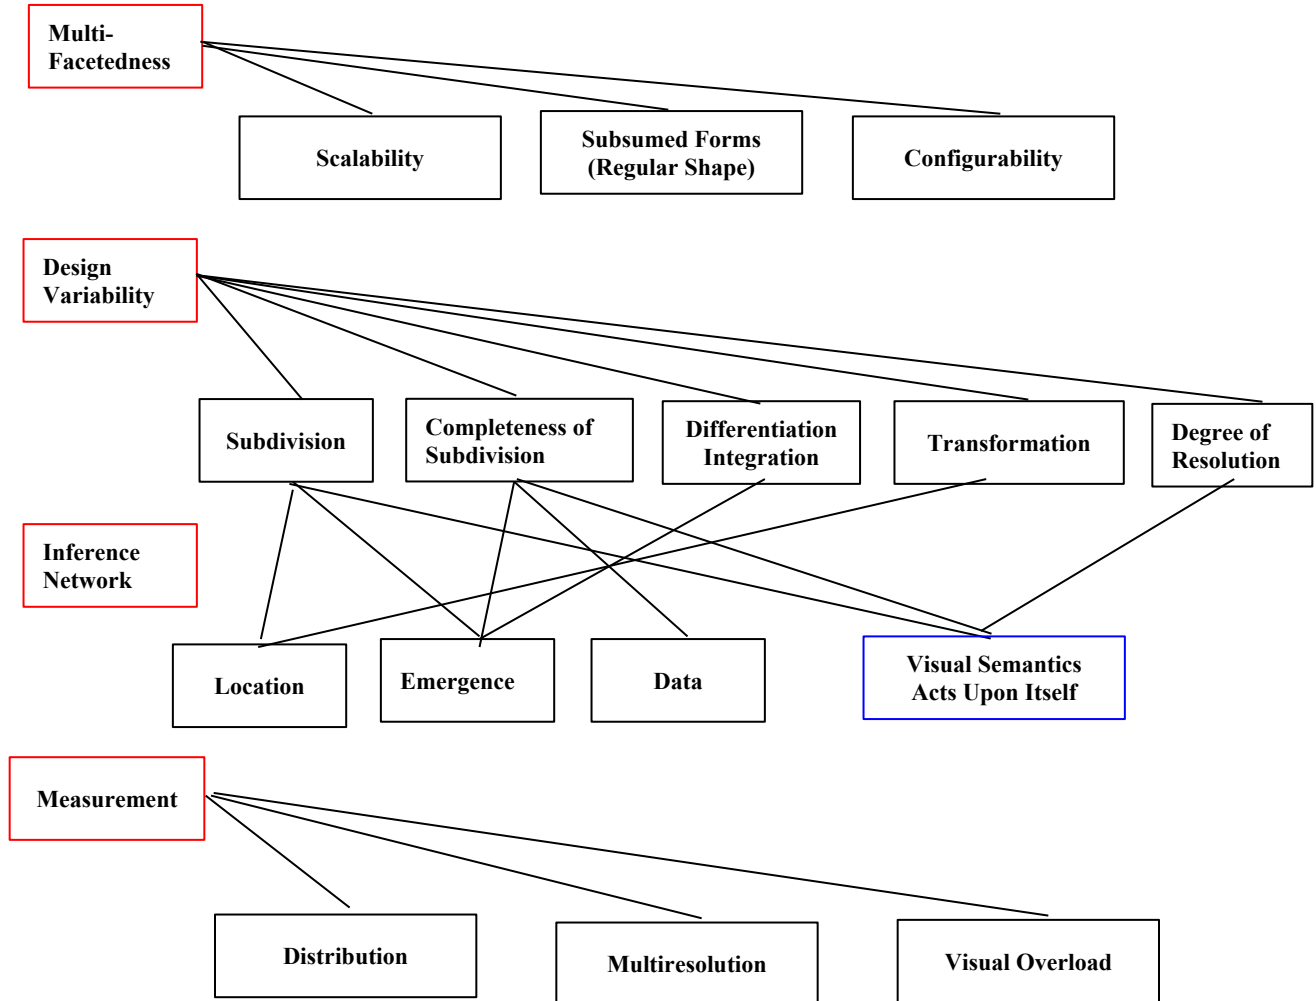 Multi-
Facetedness
Scalability
Subsumed Forms
(Regular Shape)
Configurability
Design
Variability
Subdivision
Completeness of
Subdivision
Differentiation
Integration
Transformation
Degree of
Resolution
Inference
Network
Location
Emergence
Data
Visual Semantics
Acts Upon Itself
Measurement
Distribution
Multiresolution
Visual Overload